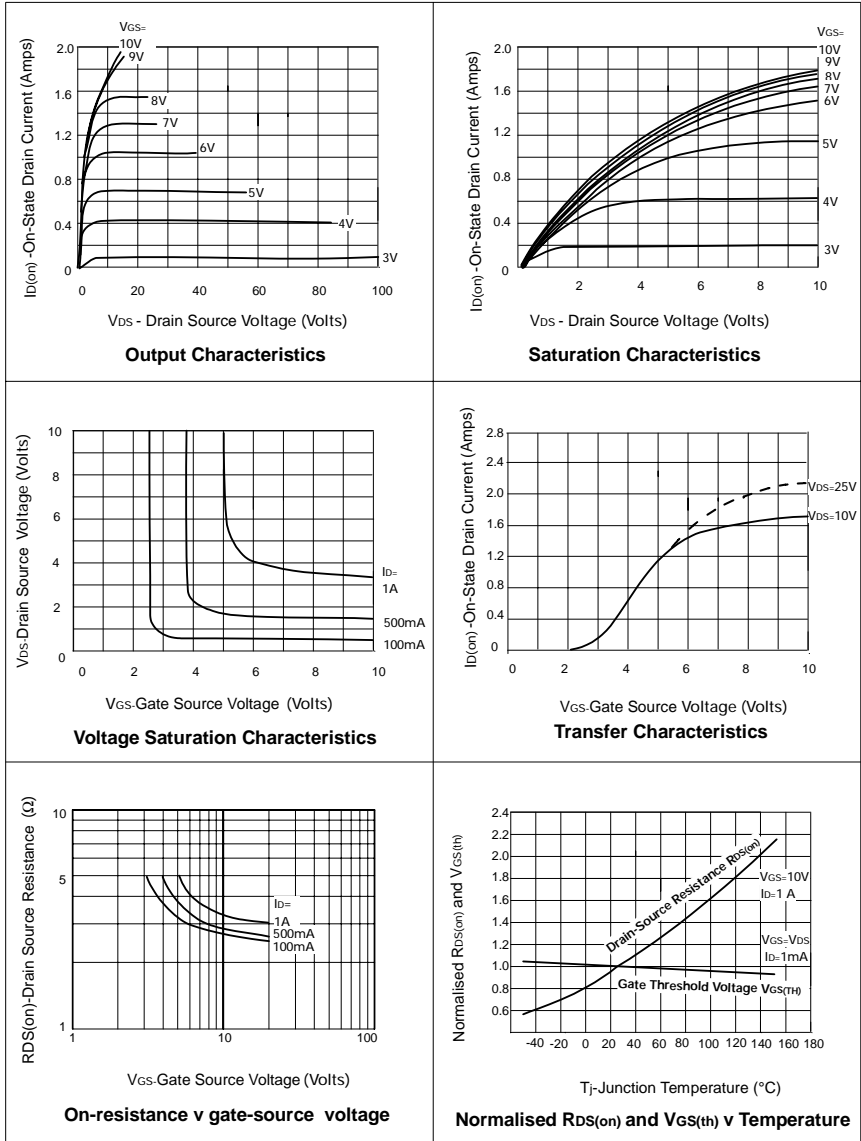 VGS=
10V
9V
8V
7V
6V
5V
4V
3V
2.0
1.6
1.2
0.8
0.4
0
0 20 40 60 80 100
ID(on) -On-State Drain Current (Amps)
VDS - Drain Source Voltage (Volts)
Output Characteristics
VGS=
10V
9V
8V
7V
6V
5V
4V
3V
2.0
1.6
1.2
0.8
0.4
0
0 2 4 6 8 10
ID(on) -On-State Drain Current (Amps)
VDS - Drain Source Voltage (Volts)
Saturation Characteristics
10
8
6
4
2
0
0 2 4 6 8 10
VDS-Drain Source Voltage (Volts)
ID=
1A
500mA
100mA
VGS-Gate Source Voltage (Volts)
Voltage Saturation Characteristics
2.8
2.4
2.0
1.6
1.2
0.8
0.4
0
0 2 4 6 8 10
ID(on) -On-State Drain Current (Amps)
VDS=25V
VDS=10V
VGS-Gate Source Voltage (Volts)
Transfer Characteristics
10
5
1
1 10 100
RDS(on)-Drain Source Resistance (Ω)
ID=
1A
500mA
100mA
VGS-Gate Source Voltage (Volts)
On-resistance v gate-source voltage
2.4
2.2
2.0
1.8
1.6
1.4
1.2
1.0
0.8
0.6
-40 -20 0 20 40 60 80 100 120 140 160 180
Normalised RDS(on) and VGS(th)
Drain-Source Resistance RDS(on)
VGS=10V
ID=1 A
VGS=VDS
ID=1mA
Gate Threshold Voltage VGS(TH)
Tj-Junction Temperature (°C)
Normalised RDS(on) and VGS(th) v Temperature